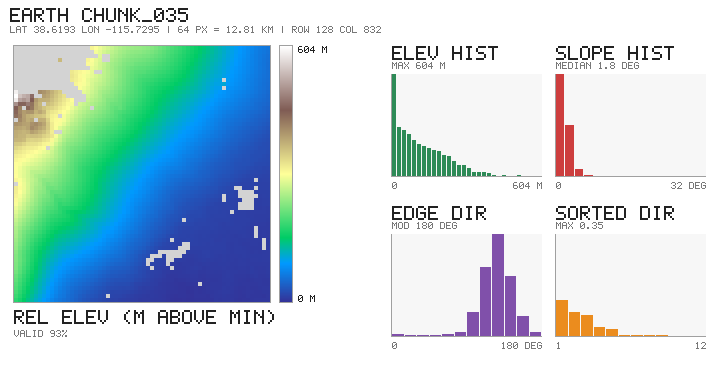 EARTH CHUNK_035
LAT 38.6193 LON -115.7295 | 64 PX = 12.81 KM | ROW 128 COL 832
604 M
0 M
REL ELEV (M ABOVE MIN)
VALID 93%
ELEV HIST
MAX 604 M
0 604 M
SLOPE HIST
MEDIAN 1.8 DEG
0 32 DEG
EDGE DIR
MOD 180 DEG
0 180 DEG
SORTED DIR
MAX 0.35
1 12